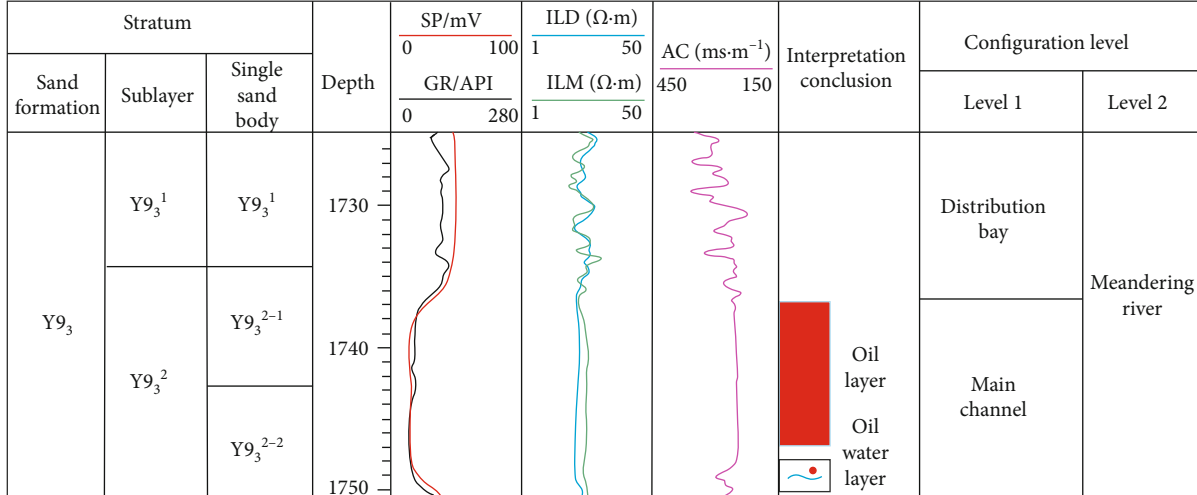 Stratum
Sand
formation
Sublayer
Single
sand
body
Depth
SP/mV
0 100
GR/API
0 280
ILD (Ω·m)
1 50
ILM (Ω·m)
1 50
AC (ms·m⁻¹)
450 150
Interpretation
conclusion
Configuration level
Level 1
Level 2
Y9₃
Y9₃¹
Y9₃²
Y9₃¹
Y9₃²⁻¹
Y9₃²⁻²
1730
1740
1750
Oil
layer
Oil
water
layer
Distribution
bay
Main
channel
Meandering
river